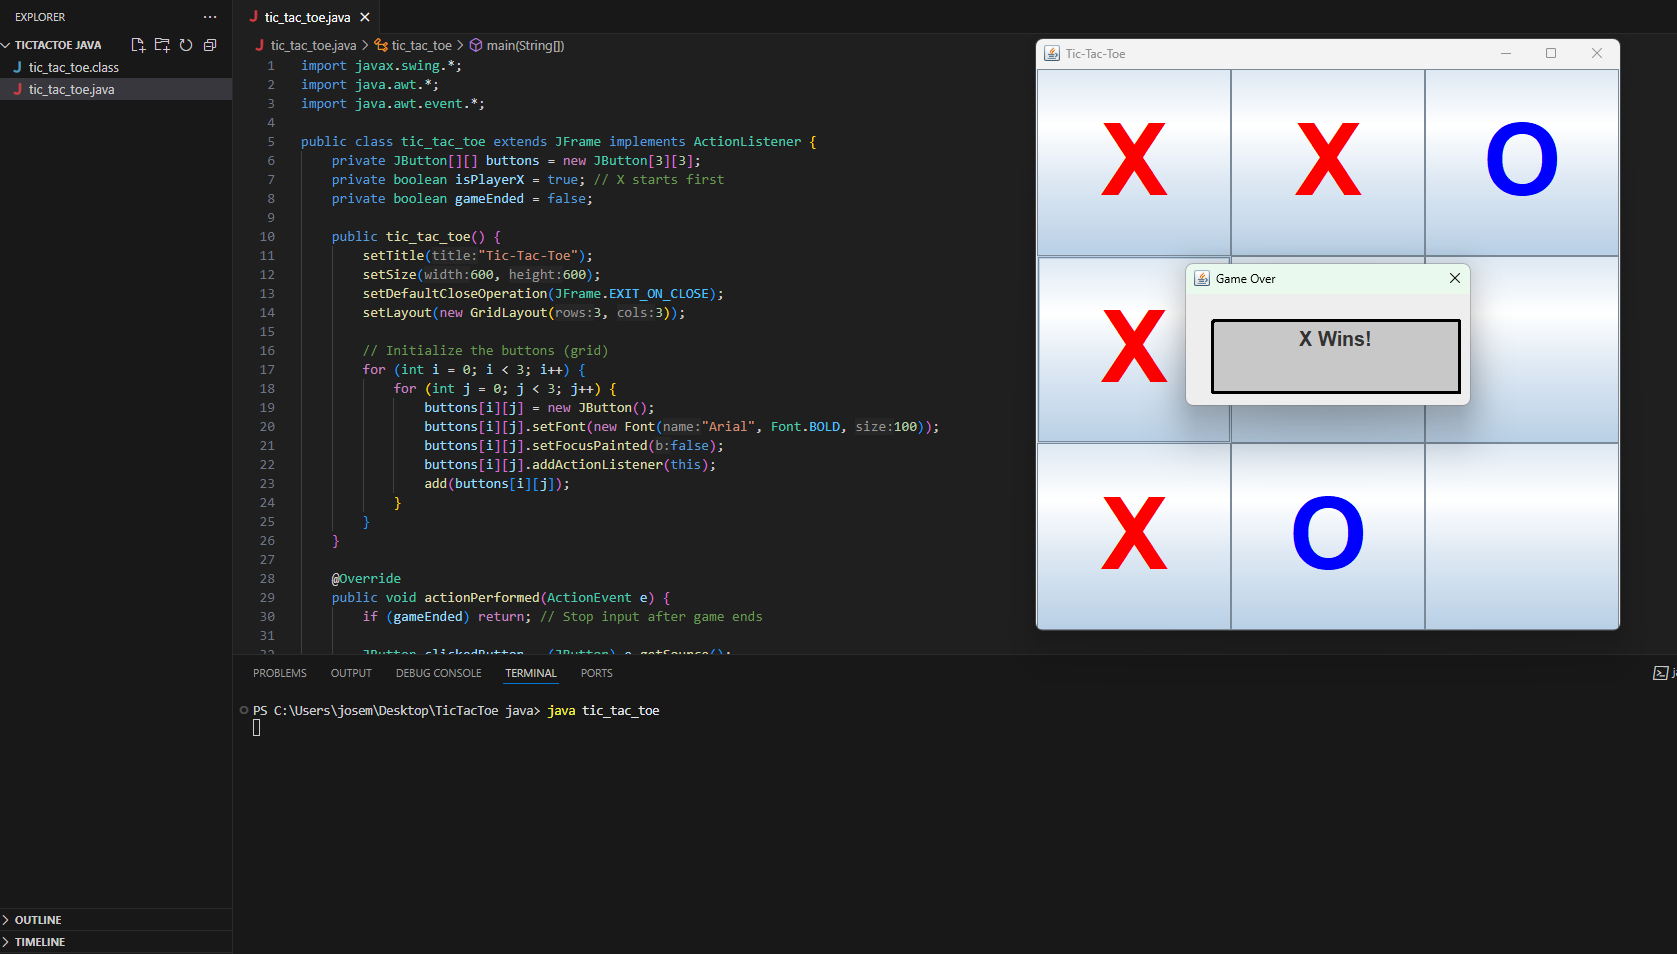 EXPLORER
TICTACTOE JAVA
J tic_tac_toe.class
J tic_tac_toe.java
J tic_tac_toe.java
J tic_tac_toe.java > tic_tac_toe > main(String[])
1 import javax.swing.*;
2 import java.awt.*;
3 import java.awt.event.*;
4
5 public class tic_tac_toe extends JFrame implements ActionListener {
6 private JButton[][] buttons = new JButton[3][3];
7 private boolean isPlayerX = true; // X starts first
8 private boolean gameEnded = false;
9
10 public tic_tac_toe() {
11 setTitle(title:"Tic-Tac-Toe");
12 setSize(width:600, height:600);
13 setDefaultCloseOperation(JFrame.EXIT_ON_CLOSE);
14 setLayout(new GridLayout(rows:3, cols:3));
15
16 // Initialize the buttons (grid)
17 for (int i = 0; i < 3; i++) {
18 for (int j = 0; j < 3; j++) {
19 buttons[i][j] = new JButton();
20 buttons[i][j].setFont(new Font(name:"Arial", Font.BOLD, size:100));
21 buttons[i][j].setFocusPainted(b:false);
22 buttons[i][j].addActionListener(this);
23 add(buttons[i][j]);
24 }
25 }
26 }
27
28 @Override
29 public void actionPerformed(ActionEvent e) {
30 if (gameEnded) return; // Stop input after game ends
31
32 JButton clickedButton = (JButton) e.getSource();
Tic-Tac-Toe
X X O
X
Game Over
X Wins!
X O
PROBLEMS OUTPUT DEBUG CONSOLE TERMINAL PORTS
PS C:\Users\josem\Desktop\TicTacToe java> java tic_tac_toe
OUTLINE
TIMELINE